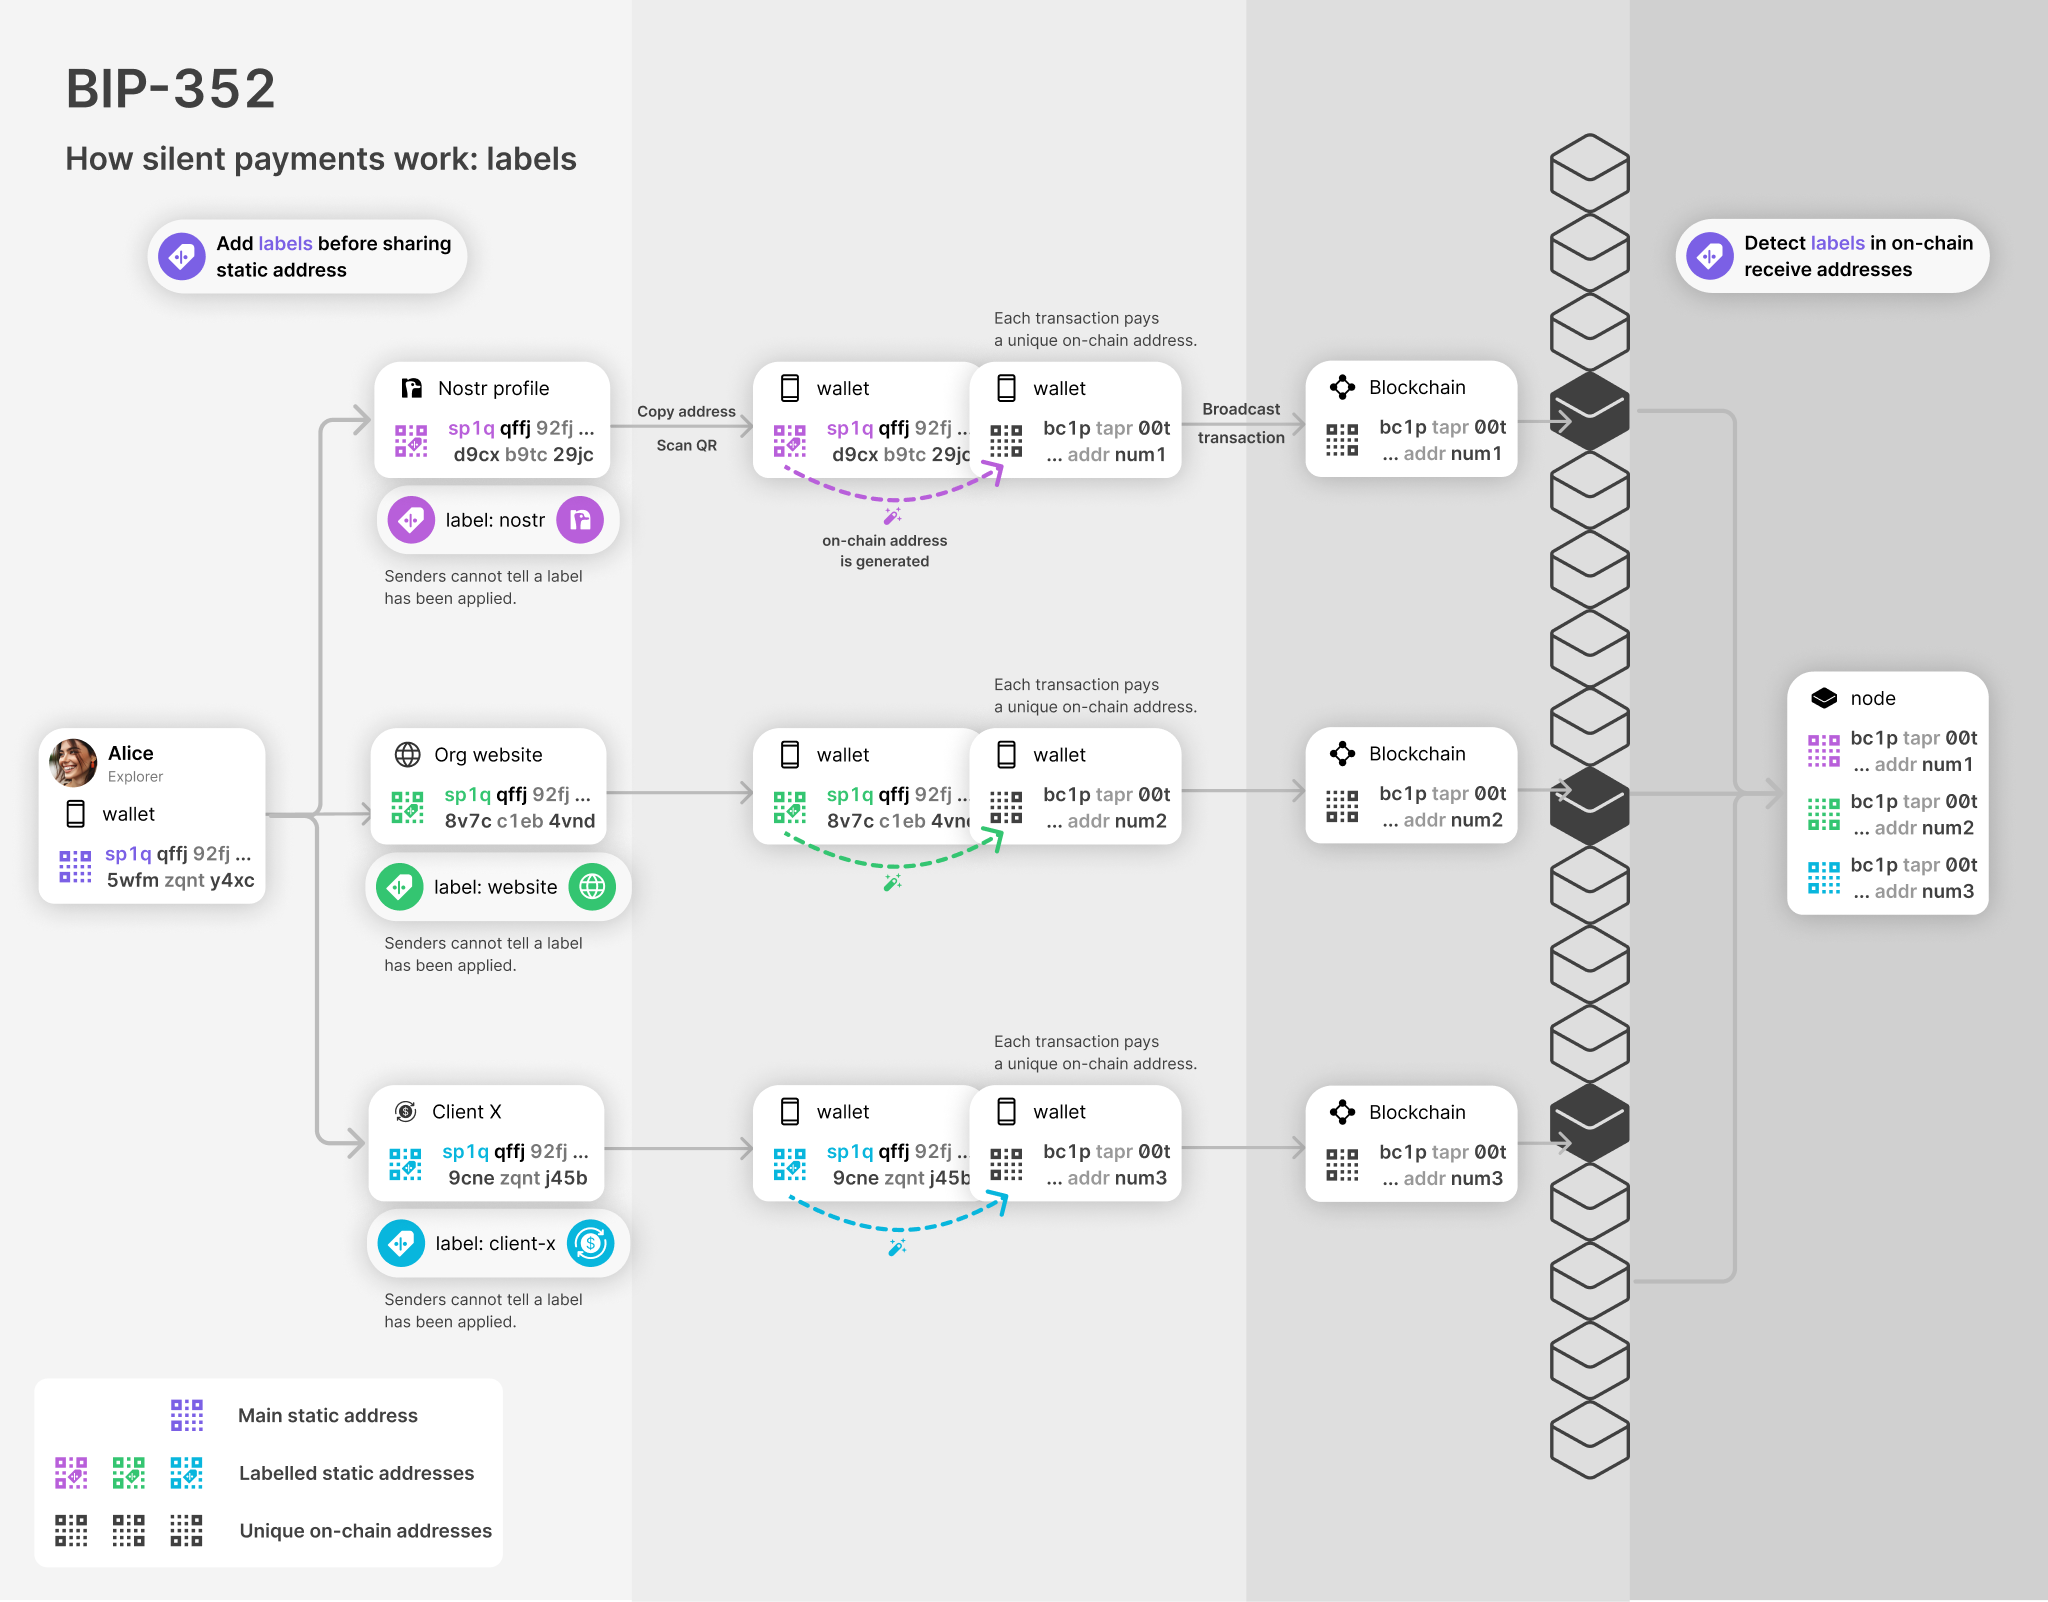 BIP-352
How silent payments work: labels
Add labels before sharing
static address
Detect labels in on-chain
receive addresses
Each transaction pays
a unique on-chain address.
Nostr profile
sp1q qffj 92fj ...
d9cx b9tc 29jc
Copy address
Scan QR
wallet
sp1q qffj 92fj ...
d9cx b9tc 29jc
wallet
bc1p tapr 00t
... addr num1
Broadcast
transaction
Blockchain
bc1p tapr 00t
... addr num1
label: nostr
on-chain address
is generated
Senders cannot tell a label
has been applied.
Each transaction pays
a unique on-chain address.
Alice
Explorer
wallet
sp1q qffj 92fj ...
5wfm zqnt y4xc
Org website
sp1q qffj 92fj ...
8v7c c1eb 4vnd
wallet
sp1q qffj 92fj ...
8v7c c1eb 4vnd
wallet
bc1p tapr 00t
... addr num2
Blockchain
bc1p tapr 00t
... addr num2
node
bc1p tapr 00t
... addr num1
bc1p tapr 00t
... addr num2
bc1p tapr 00t
... addr num3
label: website
Senders cannot tell a label
has been applied.
Each transaction pays
a unique on-chain address.
Client X
sp1q qffj 92fj ...
9cne zqnt j45b
wallet
sp1q qffj 92fj ...
9cne zqnt j45b
wallet
bc1p tapr 00t
... addr num3
Blockchain
bc1p tapr 00t
... addr num3
label: client-x
Senders cannot tell a label
has been applied.
Main static address
Labelled static addresses
Unique on-chain addresses